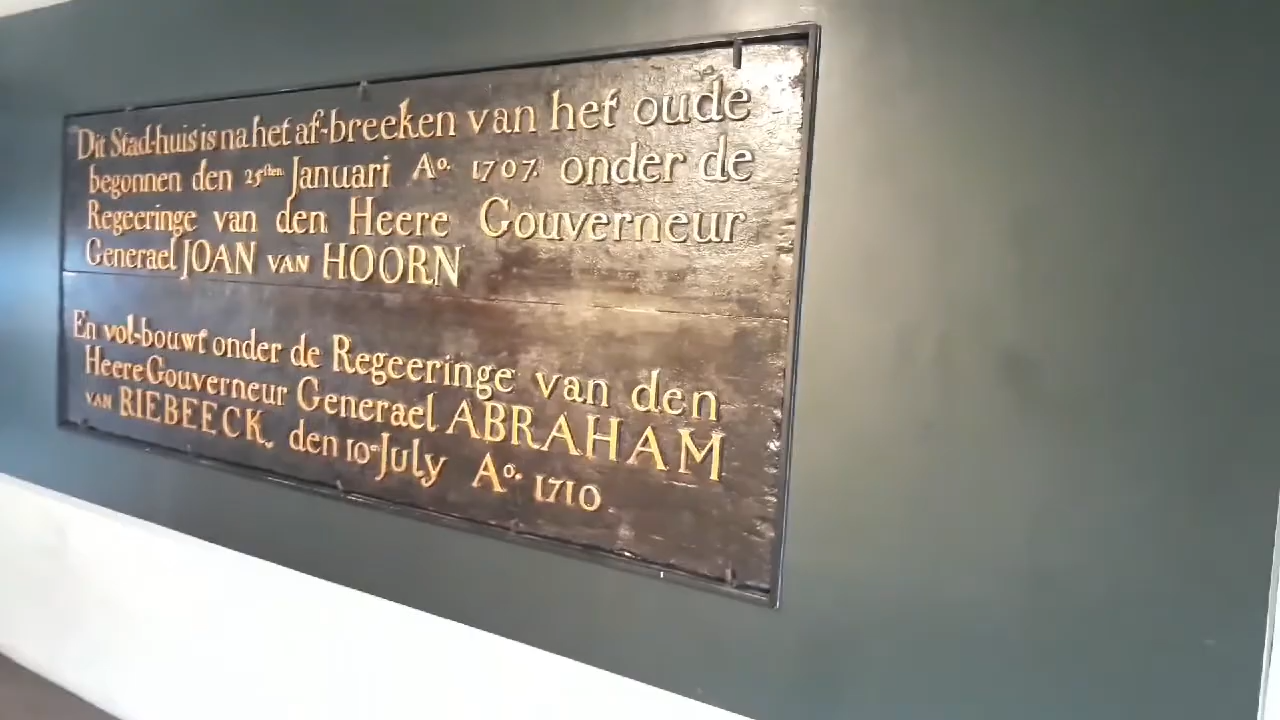 Dit Stad-huis is na het af-breeken van het oude
begonnen den 25sten Januari Ao. 1707. onder de
Regeeringe van den Heere Gouverneur
Generael JOAN VAN HOORN
En vol-bouwt onder de Regeeringe van den
Heere Gouverneur Generael ABRAHAM
VAN RIEBEECK. den 10 July Ao. 1710